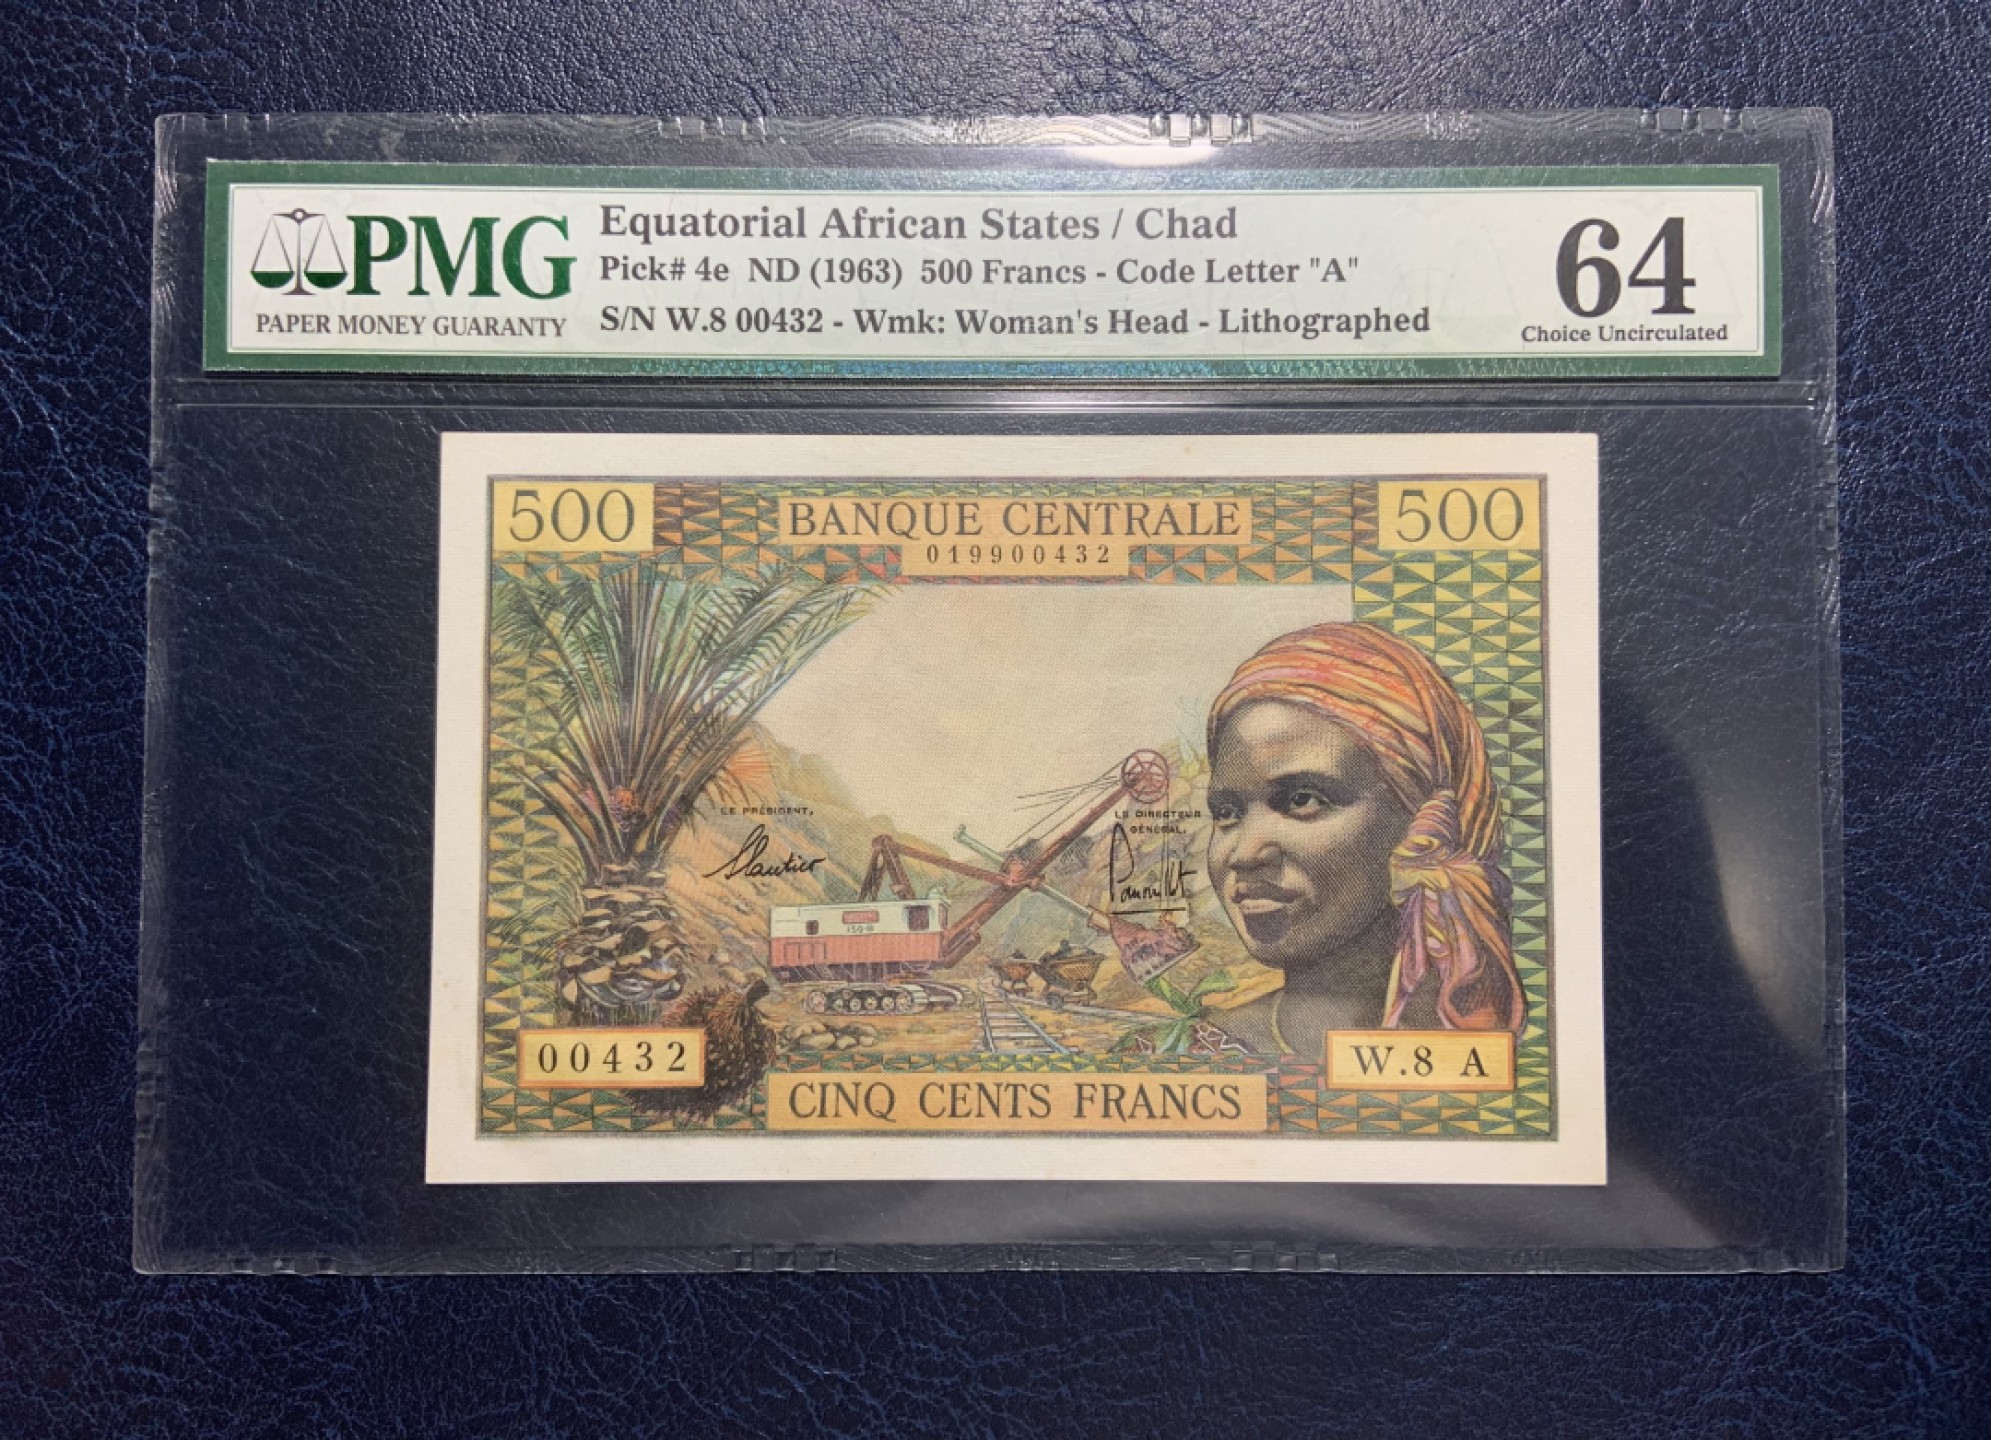 PMG
PAPER MONEY GUARANTY
Equatorial African States / Chad
Pick# 4e ND (1963) 500 Francs - Code Letter "A"
S/N W.8 00432 - Wmk: Woman's Head - Lithographed
64
Choice Uncirculated
500
BANQUE CENTRALE
500
019900432
LE PRÉSIDENT,
LE DIRECTEUR
GÉNÉRAL,
150-B
00432
W.8 A
CINQ CENTS FRANCS